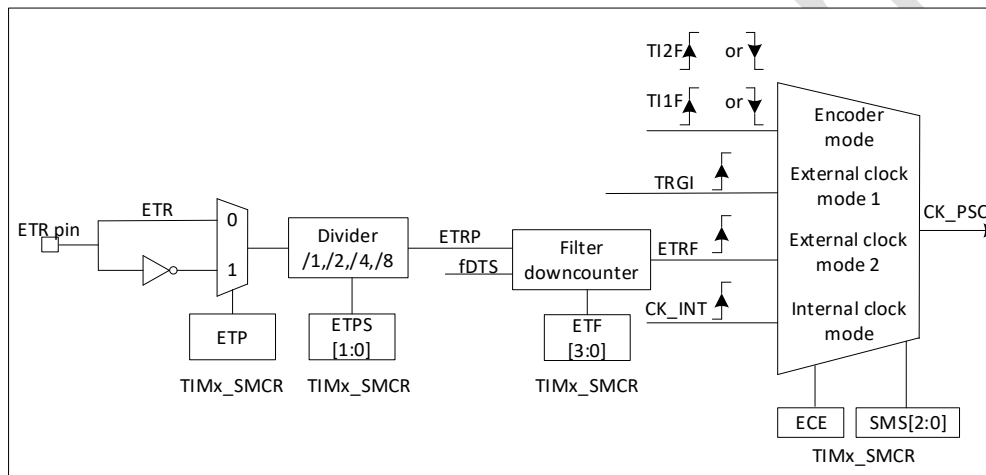 TI2F or
TI1F or
Encoder
mode
TRGI
External clock
mode 1
CK_PSC
ETR pin
ETR
0
1
Divider
/1,/2,/4,/8
ETRP
fDTS
Filter
downcounter
ETRF
External clock
mode 2
CK_INT
Internal clock
mode
ETP
ETPS
[1:0]
ETF
[3:0]
TIMx_SMCR
TIMx_SMCR
TIMx_SMCR
ECE
SMS[2:0]
TIMx_SMCR